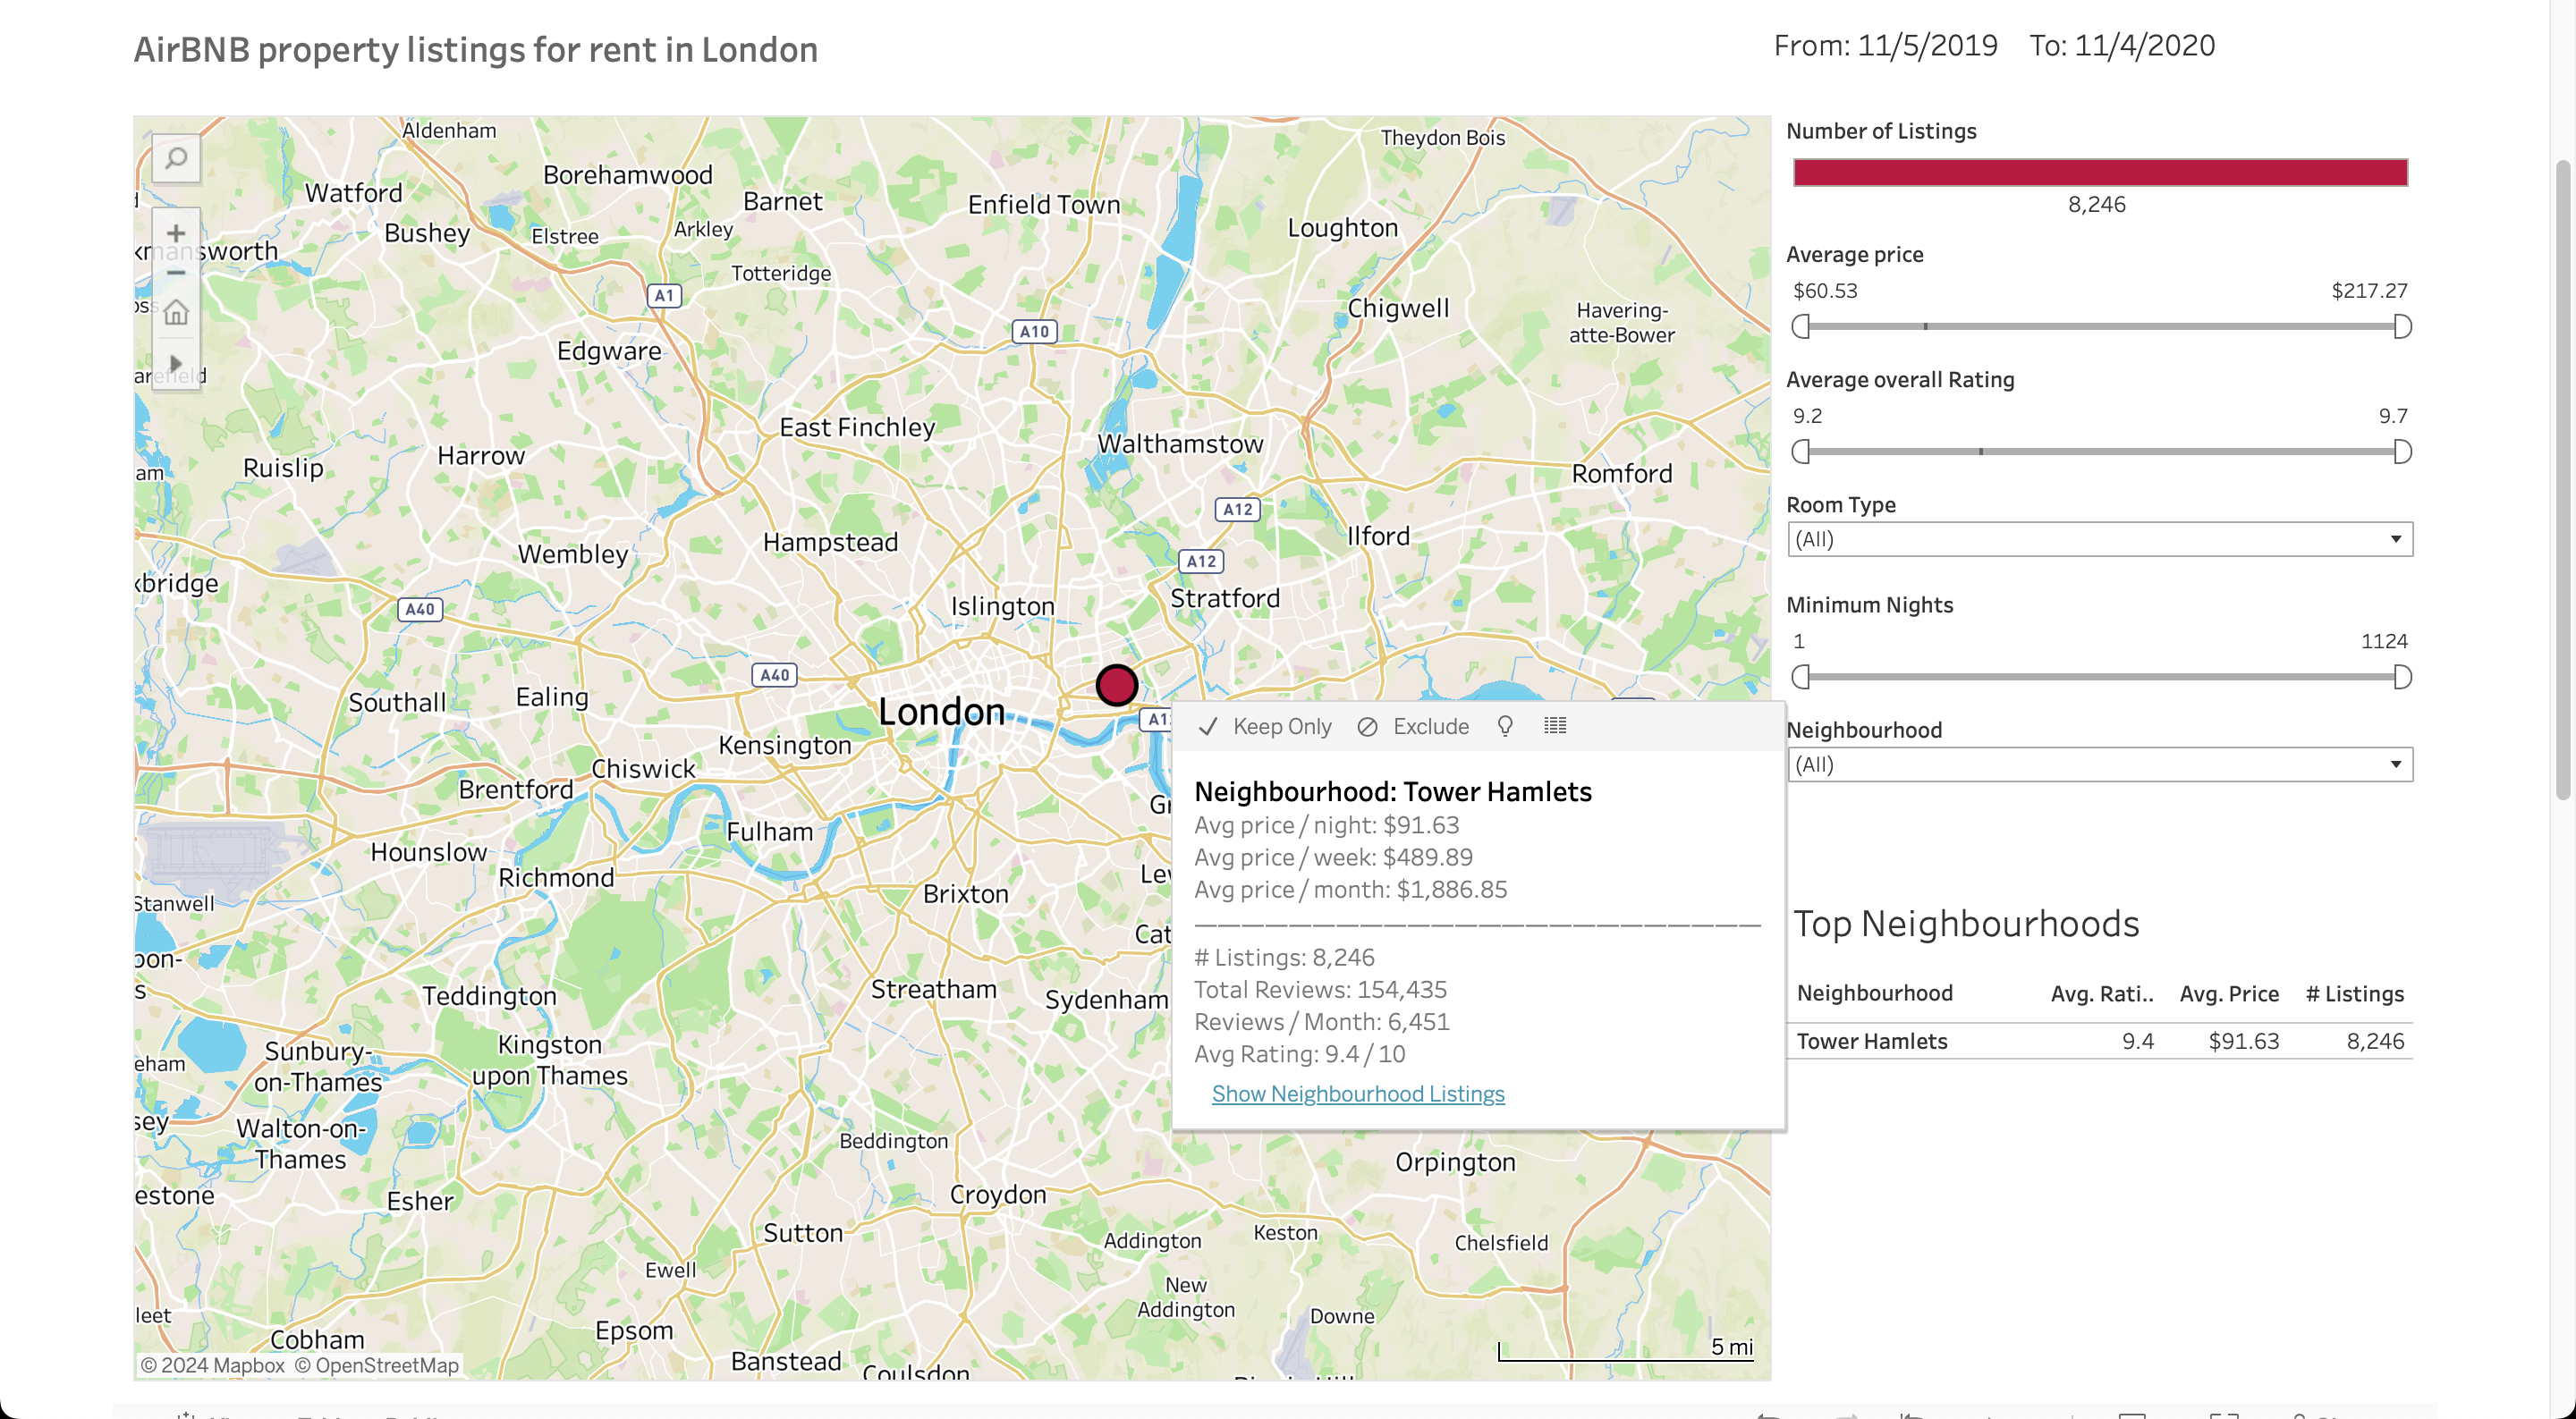 AirBNB property listings for rent in London
From: 11/5/2019 To: 11/4/2020
Aldenham
Theydon Bois
Borehamwood
Watford
Barnet
Enfield Town
Loughton
Bushey
Elstree
Arkley
kmansworth
Totteridge
A1
Chigwell
Havering-
atte-Bower
A10
Edgware
arefield
East Finchley
Walthamstow
Harrow
Ruislip
am
Romford
A12
Hampstead
Ilford
Wembley
A12
xbridge
Stratford
Islington
A40
A40
Southall
Ealing
London
Kensington
Chiswick
Brentford
Fulham
Hounslow
Richmond
Brixton
Stanwell
Teddington
Streatham
Sydenham
Kingston
upon Thames
Sunbury-
on-Thames
eham
sey
Walton-on-
Thames
Beddington
Orpington
estone
Esher
Croydon
Sutton
Keston
Addington
Chelsfield
Ewell
New
Addington
Downe
leet
Epsom
Cobham
Banstead
Coulsdon
5 mi
© 2024 Mapbox © OpenStreetMap
Keep Only
Exclude
Neighbourhood: Tower Hamlets
Avg price / night: $91.63
Avg price / week: $489.89
Avg price / month: $1,886.85
# Listings: 8,246
Total Reviews: 154,435
Reviews / Month: 6,451
Avg Rating: 9.4 / 10
Show Neighbourhood Listings
Number of Listings
8,246
Average price
$60.53 $217.27
Average overall Rating
9.2 9.7
Room Type
(All)
Minimum Nights
1 1124
Neighbourhood
(All)
Top Neighbourhoods
Neighbourhood Avg. Rati.. Avg. Price # Listings
Tower Hamlets 9.4 $91.63 8,246